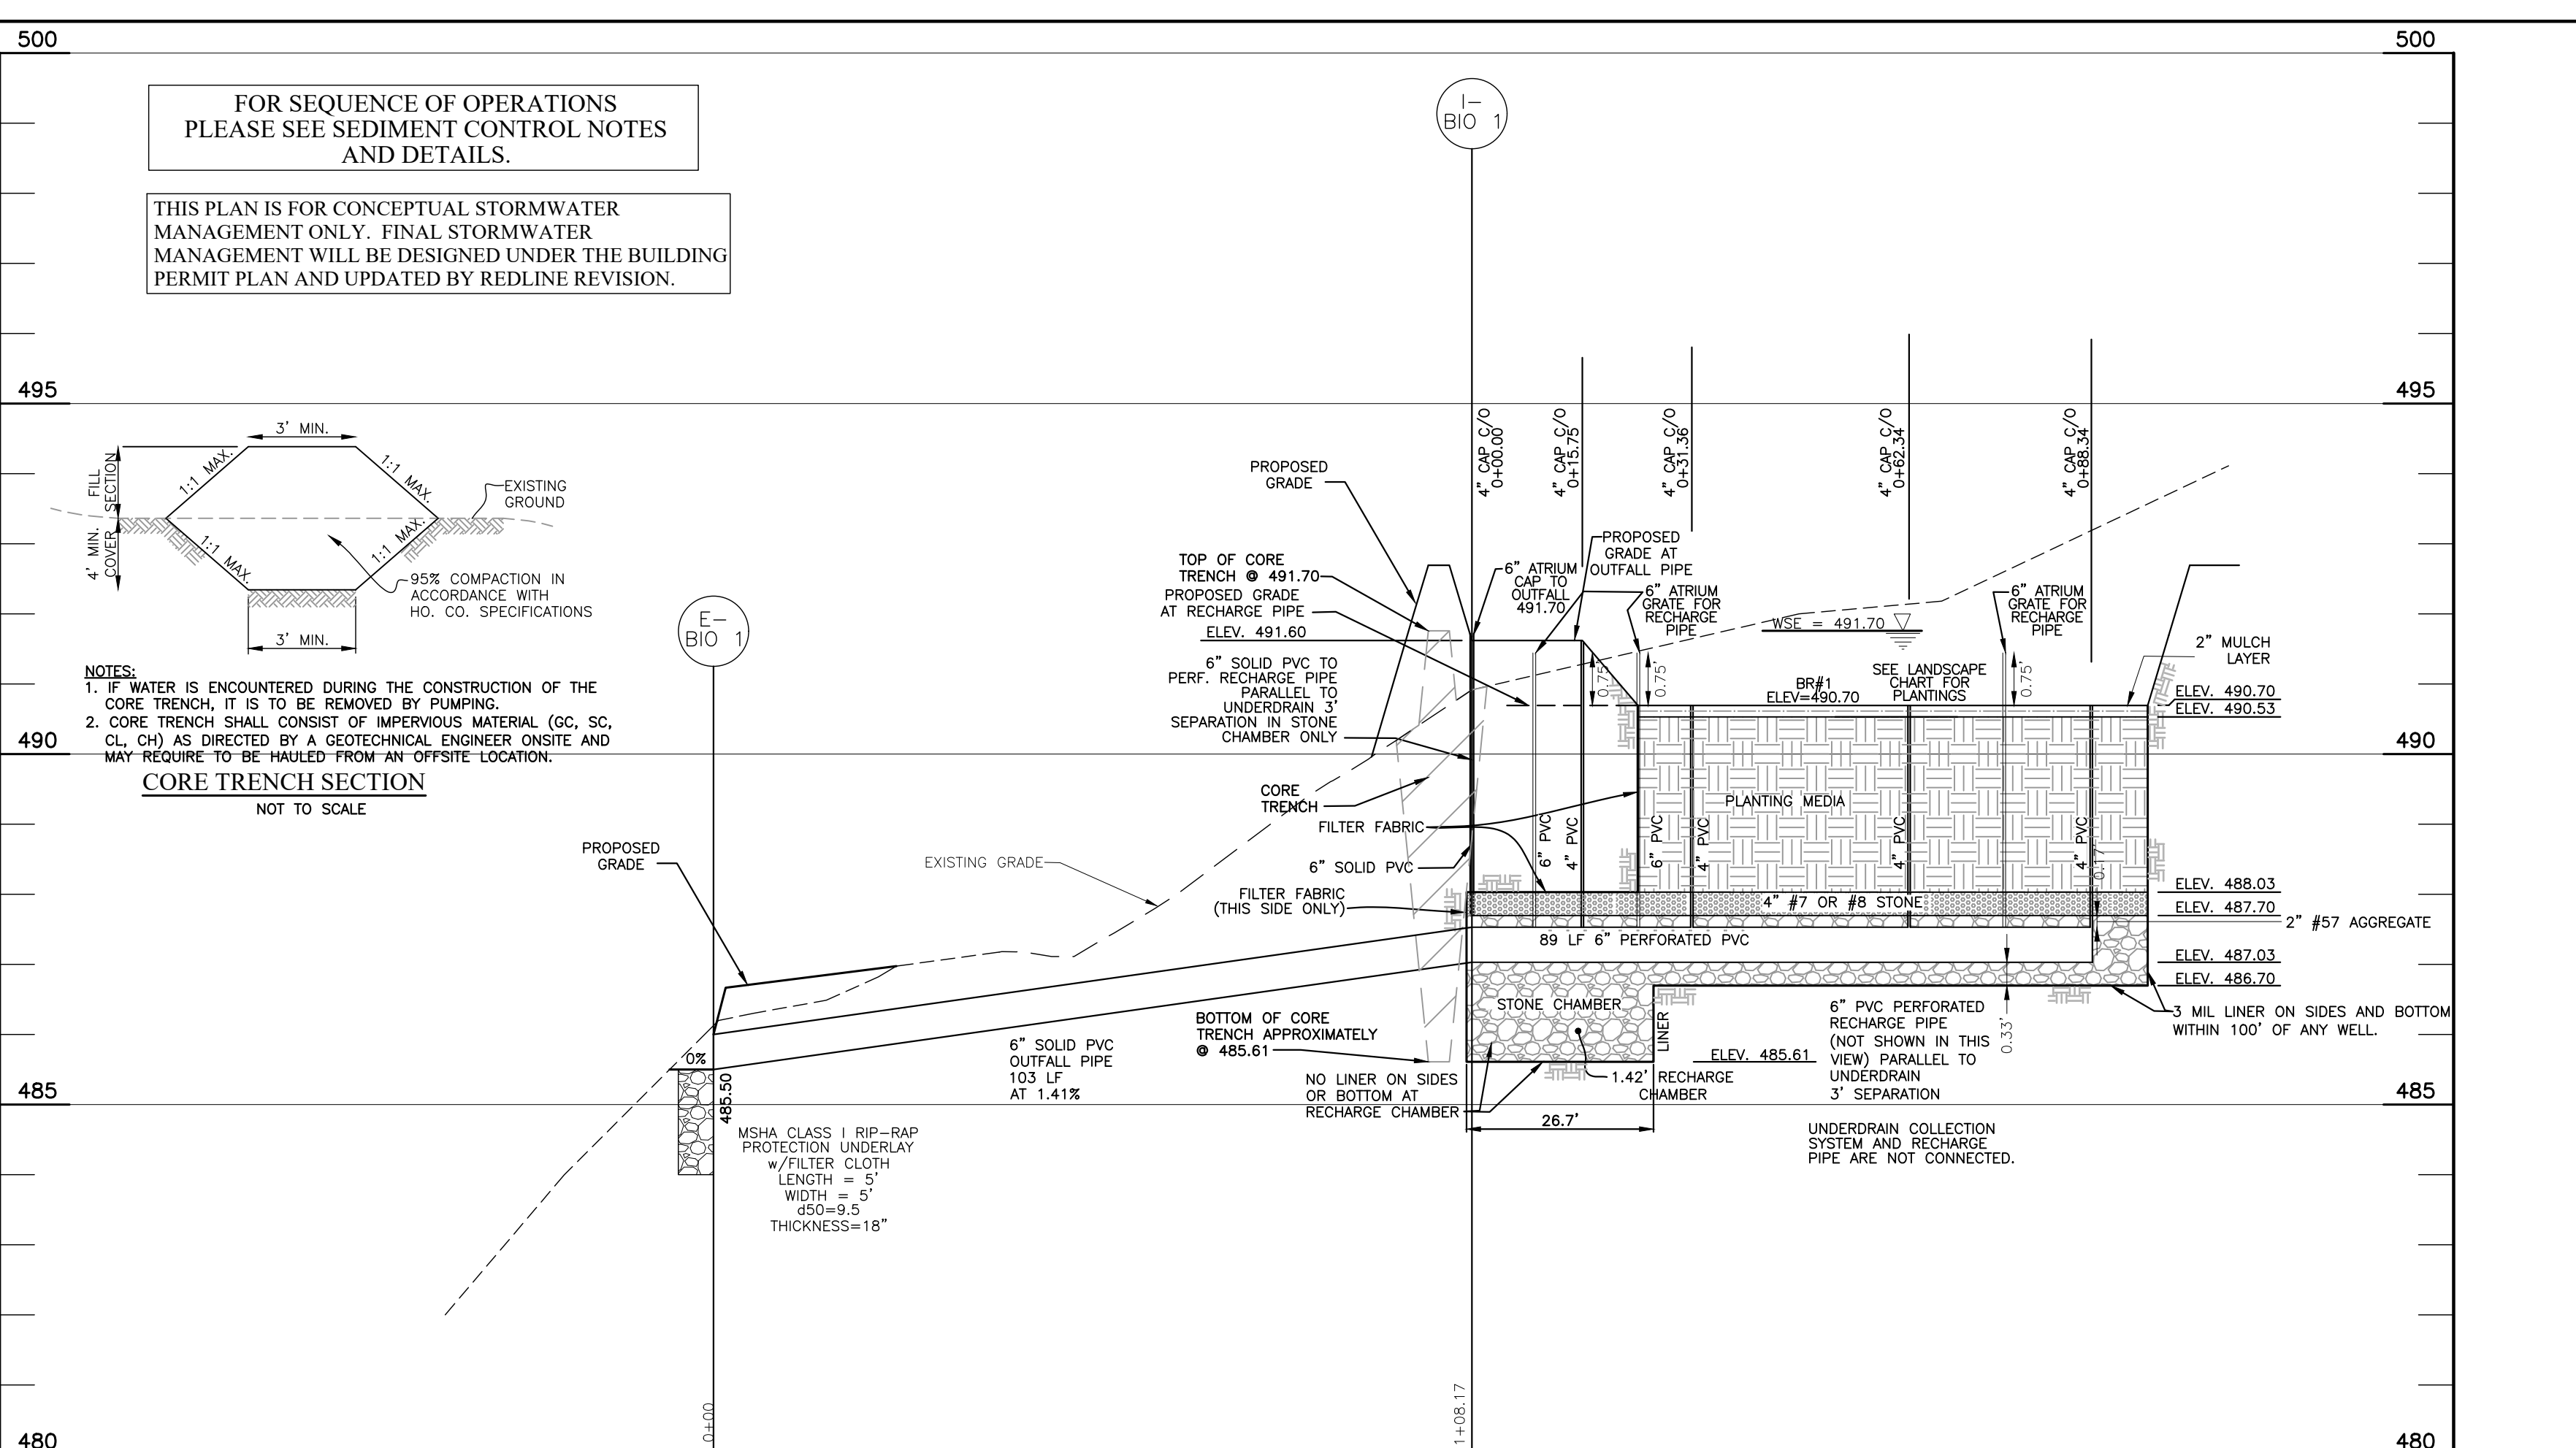 500
500
FOR SEQUENCE OF OPERATIONS
PLEASE SEE SEDIMENT CONTROL NOTES
AND DETAILS.
THIS PLAN IS FOR CONCEPTUAL STORMWATER
MANAGEMENT ONLY. FINAL STORMWATER
MANAGEMENT WILL BE DESIGNED UNDER THE BUILDING
PERMIT PLAN AND UPDATED BY REDLINE REVISION.
I-
BIO 1
495
495
3' MIN.
1:1 MAX.
1:1 MAX.
FILL
SECTION
EXISTING
GROUND
4' MIN.
COVER
1:1 MAX.
1:1 MAX.
95% COMPACTION IN
ACCORDANCE WITH
HO. CO. SPECIFICATIONS
3' MIN.
NOTES:
1. IF WATER IS ENCOUNTERED DURING THE CONSTRUCTION OF THE
CORE TRENCH, IT IS TO BE REMOVED BY PUMPING.
2. CORE TRENCH SHALL CONSIST OF IMPERVIOUS MATERIAL (GC, SC,
CL, CH) AS DIRECTED BY A GEOTECHNICAL ENGINEER ONSITE AND
MAY REQUIRE TO BE HAULED FROM AN OFFSITE LOCATION.
CORE TRENCH SECTION
NOT TO SCALE
490
490
E-
BIO 1
PROPOSED
GRADE
4" CAP C/O
0+00.00
4" CAP C/O
0+15.75
4" CAP C/O
0+31.36
4" CAP C/O
0+62.34
4" CAP C/O
0+88.34
TOP OF CORE
TRENCH @ 491.70
PROPOSED GRADE
AT RECHARGE PIPE
ELEV. 491.60
6" SOLID PVC TO
PERF. RECHARGE PIPE
PARALLEL TO
UNDERDRAIN 3'
SEPARATION IN STONE
CHAMBER ONLY
6" ATRIUM
CAP TO
OUTFALL
491.70
PROPOSED
GRADE AT
OUTFALL PIPE
6" ATRIUM
GRATE FOR
RECHARGE
PIPE
WSE = 491.70
6" ATRIUM
GRATE FOR
RECHARGE
PIPE
0.75'
0.75'
0.75'
BR#1
ELEV=490.70
SEE LANDSCAPE
CHART FOR
PLANTINGS
2" MULCH
LAYER
ELEV. 490.70
ELEV. 490.53
CORE
TRENCH
FILTER FABRIC
6" SOLID PVC
FILTER FABRIC
(THIS SIDE ONLY)
6" PVC
4" PVC
6" PVC
4" PVC
4" PVC
4" PVC
0.17'
PLANTING MEDIA
4" #7 OR #8 STONE
ELEV. 488.03
ELEV. 487.70
2" #57 AGGREGATE
ELEV. 487.03
ELEV. 486.70
89 LF 6" PERFORATED PVC
PROPOSED
GRADE
EXISTING GRADE
STONE CHAMBER
LINER
BOTTOM OF CORE
TRENCH APPROXIMATELY
@ 485.61
NO LINER ON SIDES
OR BOTTOM AT
RECHARGE CHAMBER
ELEV. 485.61
1.42' RECHARGE
CHAMBER
26.7'
6" PVC PERFORATED
RECHARGE PIPE
(NOT SHOWN IN THIS
VIEW) PARALLEL TO
UNDERDRAIN
3' SEPARATION
0.33'
3 MIL LINER ON SIDES AND BOTTOM
WITHIN 100' OF ANY WELL.
UNDERDRAIN COLLECTION
SYSTEM AND RECHARGE
PIPE ARE NOT CONNECTED.
6" SOLID PVC
OUTFALL PIPE
103 LF
AT 1.41%
0%
485.50
485
485
MSHA CLASS I RIP-RAP
PROTECTION UNDERLAY
w/FILTER CLOTH
LENGTH = 5'
WIDTH = 5'
d50=9.5
THICKNESS=18"
0+00
1+08.17
480
480